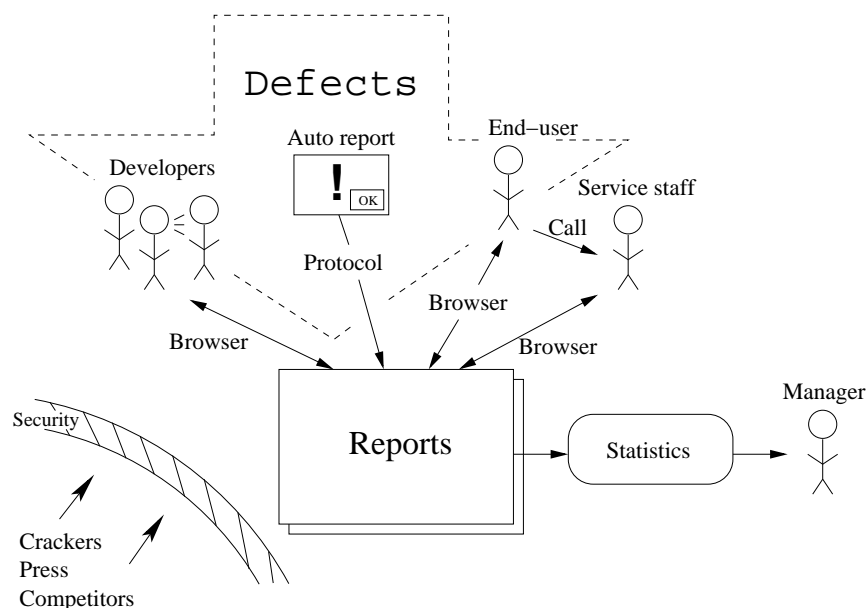 Defects
Auto report
!
OK
End−user
Developers
Service staff
Call
Protocol
Browser
Browser
Browser
Security
Reports
Statistics
Manager
Crackers
Press
Competitors